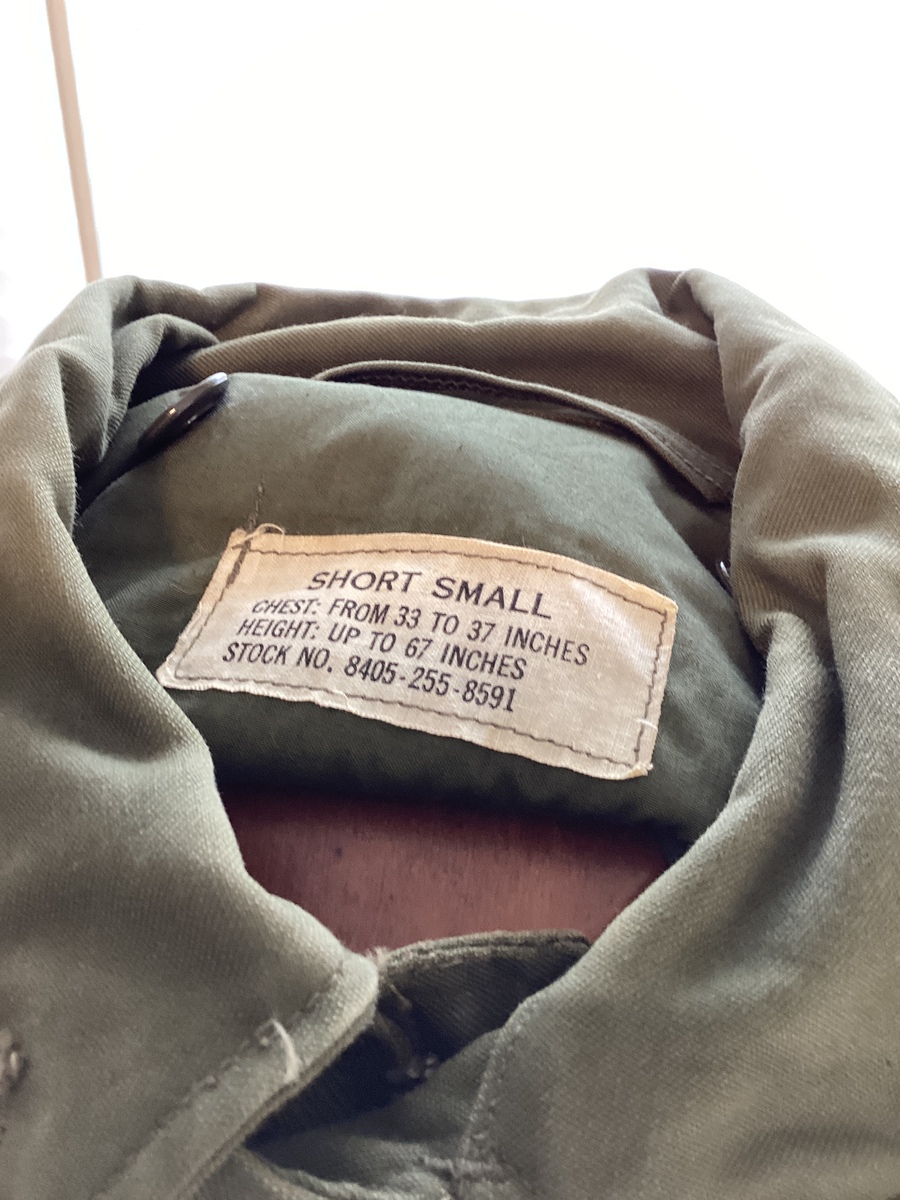 SHORT SMALL
CHEST: FROM 33 TO 37 INCHES
HEIGHT: UP TO 67 INCHES
STOCK NO. 8405-255-8591